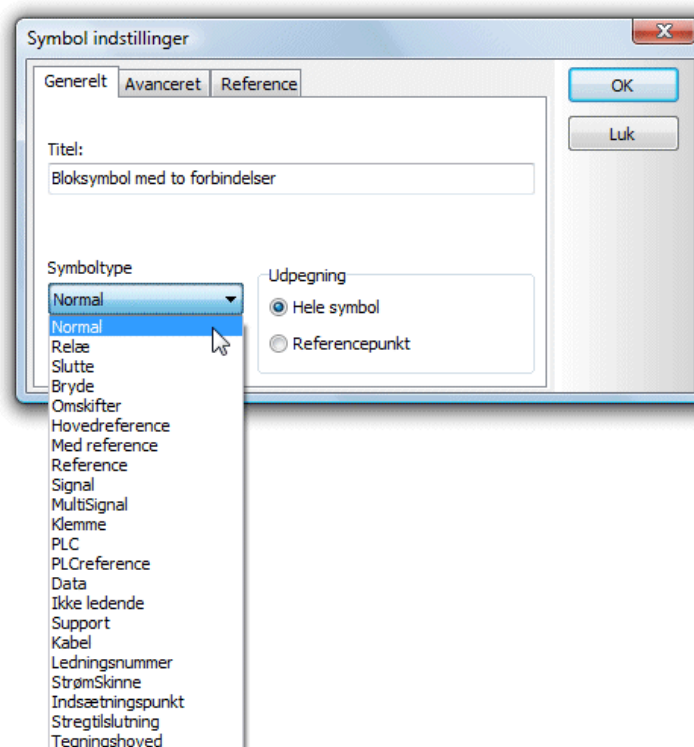 Symbol indstillinger
Generelt Avanceret Reference
OK
Luk
Titel:
Bloksymbol med to forbindelser
Symboltype
Normal
Udpegning
Hele symbol
Referencepunkt
Normal
Relæ
Slutte
Bryde
Omskifter
Hovedreference
Med reference
Reference
Signal
MultiSignal
Klemme
PLC
PLCreference
Data
Ikke ledende
Support
Kabel
Ledningsnummer
StrømSkinne
Indsætningspunkt
Stregtilslutning
Tegningshoved